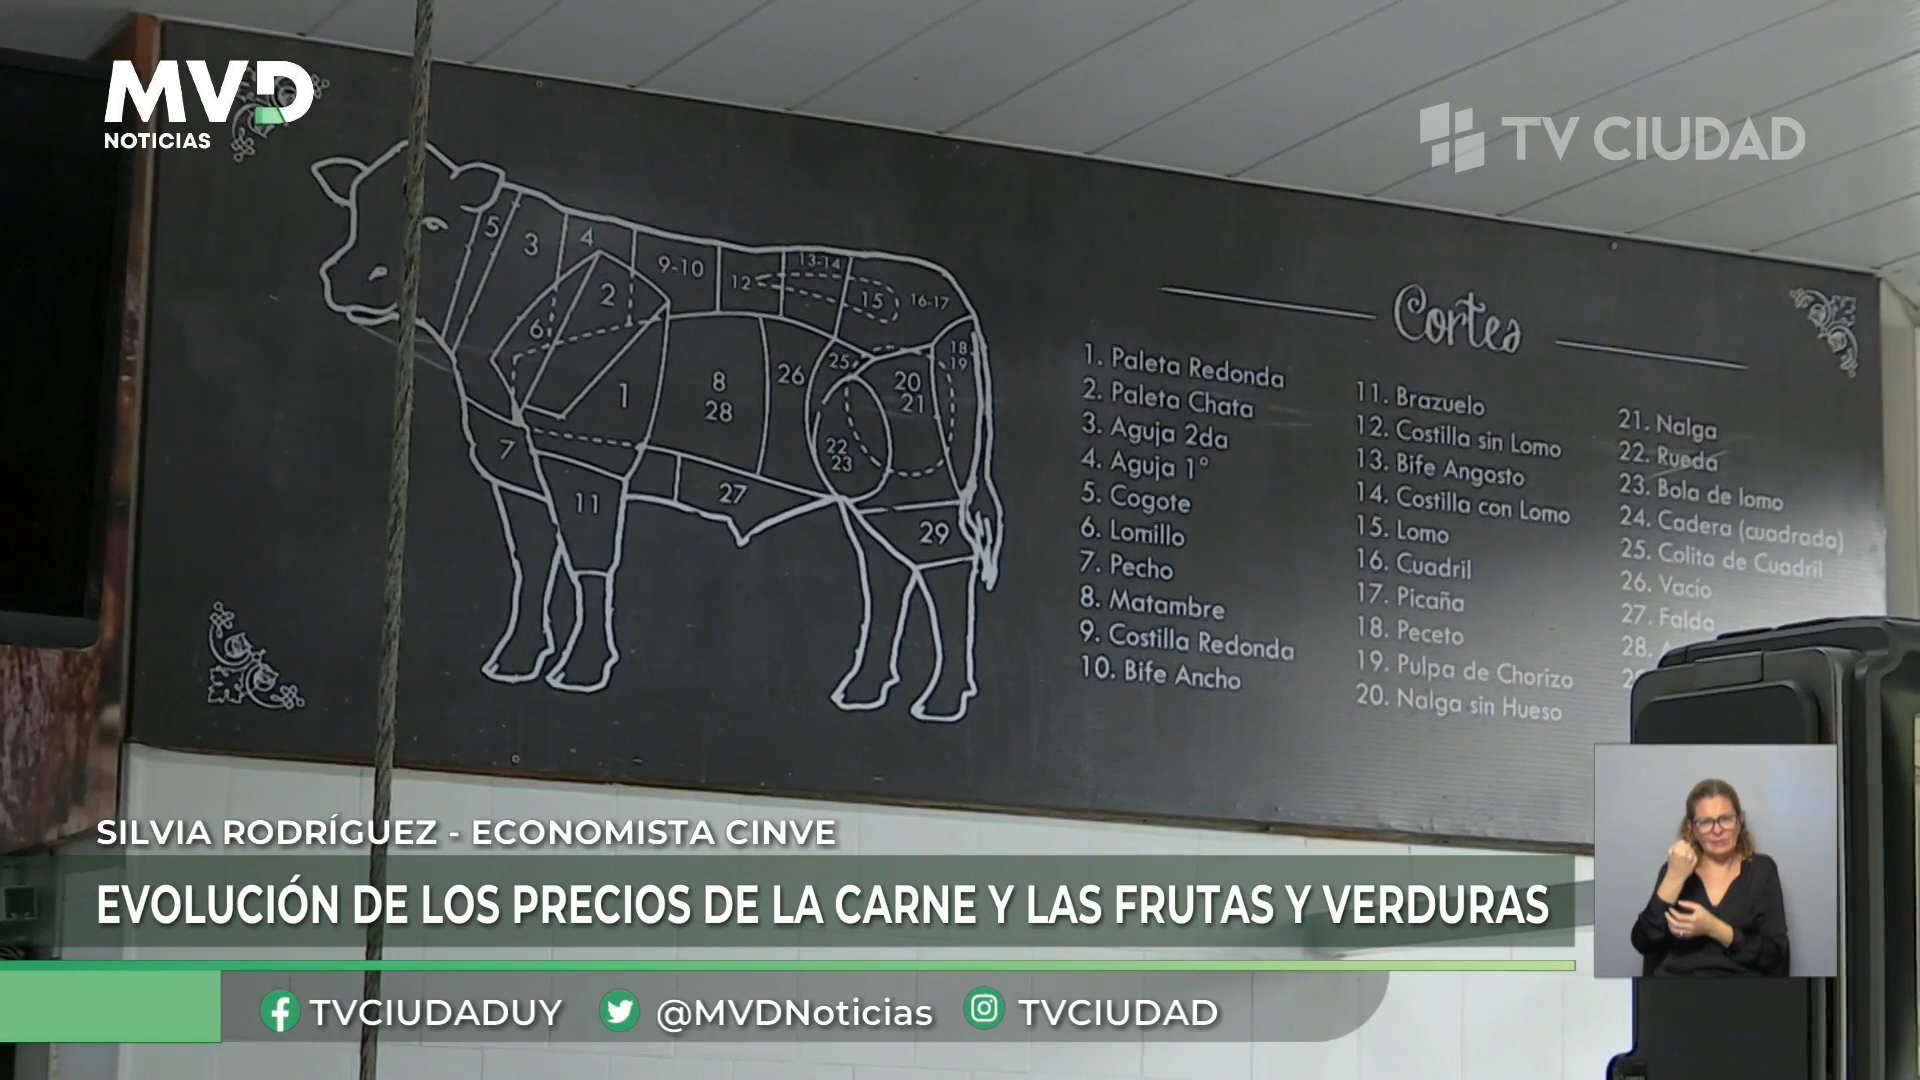 MVD
NOTICIAS
TV CIUDAD
5
3
4
9-10
13-14
12
15
16-17
2
6
1
8
28
26
25
20
21
18
19
22
23
7
11
27
29
Cortes
1. Paleta Redonda
2. Paleta Chata
3. Aguja 2da
4. Aguja 1º
5. Cogote
6. Lomillo
7. Pecho
8. Matambre
9. Costilla Redonda
10. Bife Ancho
11. Brazuelo
12. Costilla sin Lomo
13. Bife Angosto
14. Costilla con Lomo
15. Lomo
16. Cuadril
17. Picaña
18. Peceto
19. Pulpa de Chorizo
20. Nalga sin Hueso
21. Nalga
22. Rueda
23. Bola de lomo
24. Cadera (cuadrada)
25. Colita de Cuadril
26. Vacío
27. Falda
28.
SILVIA RODRÍGUEZ - ECONOMISTA CINVE
EVOLUCIÓN DE LOS PRECIOS DE LA CARNE Y LAS FRUTAS Y VERDURAS
TVCIUDADUY
@MVDNoticias
TVCIUDAD